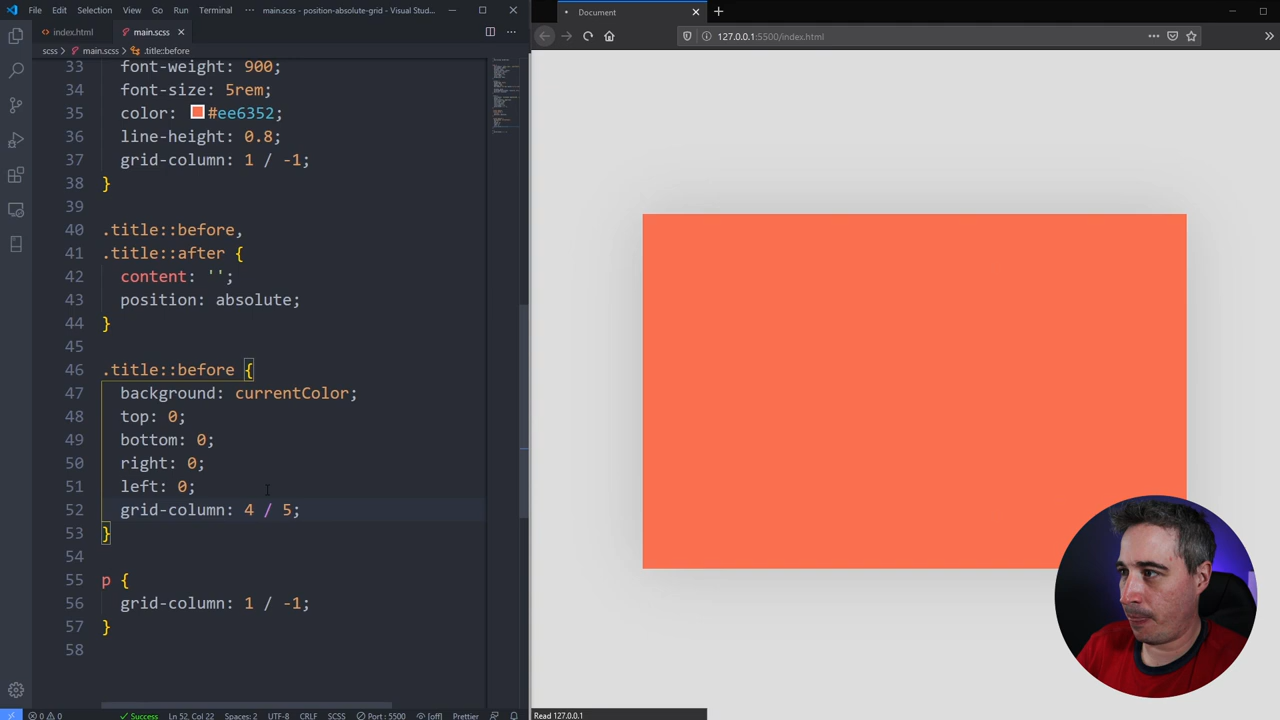 File Edit Selection View Go Run Terminal ··· main.scss - position-absolute-grid - Visual Stud...
index.html
main.scss
scss > main.scss > .title::before
33 font-weight: 900;
34 font-size: 5rem;
35 color: #ee6352;
36 line-height: 0.8;
37 grid-column: 1 / -1;
38 }
39
40 .title::before,
41 .title::after {
42 content: '';
43 position: absolute;
44 }
45
46 .title::before {
47 background: currentColor;
48 top: 0;
49 bottom: 0;
50 right: 0;
51 left: 0;
52 grid-column: 4 / 5;
53 }
54
55 p {
56 grid-column: 1 / -1;
57 }
58
0 0 Success Ln 52, Col 22 Spaces: 2 UTF-8 CRLF SCSS Port : 5500 [off] Prettier
Document
127.0.0.1:5500/index.html
Read 127.0.0.1